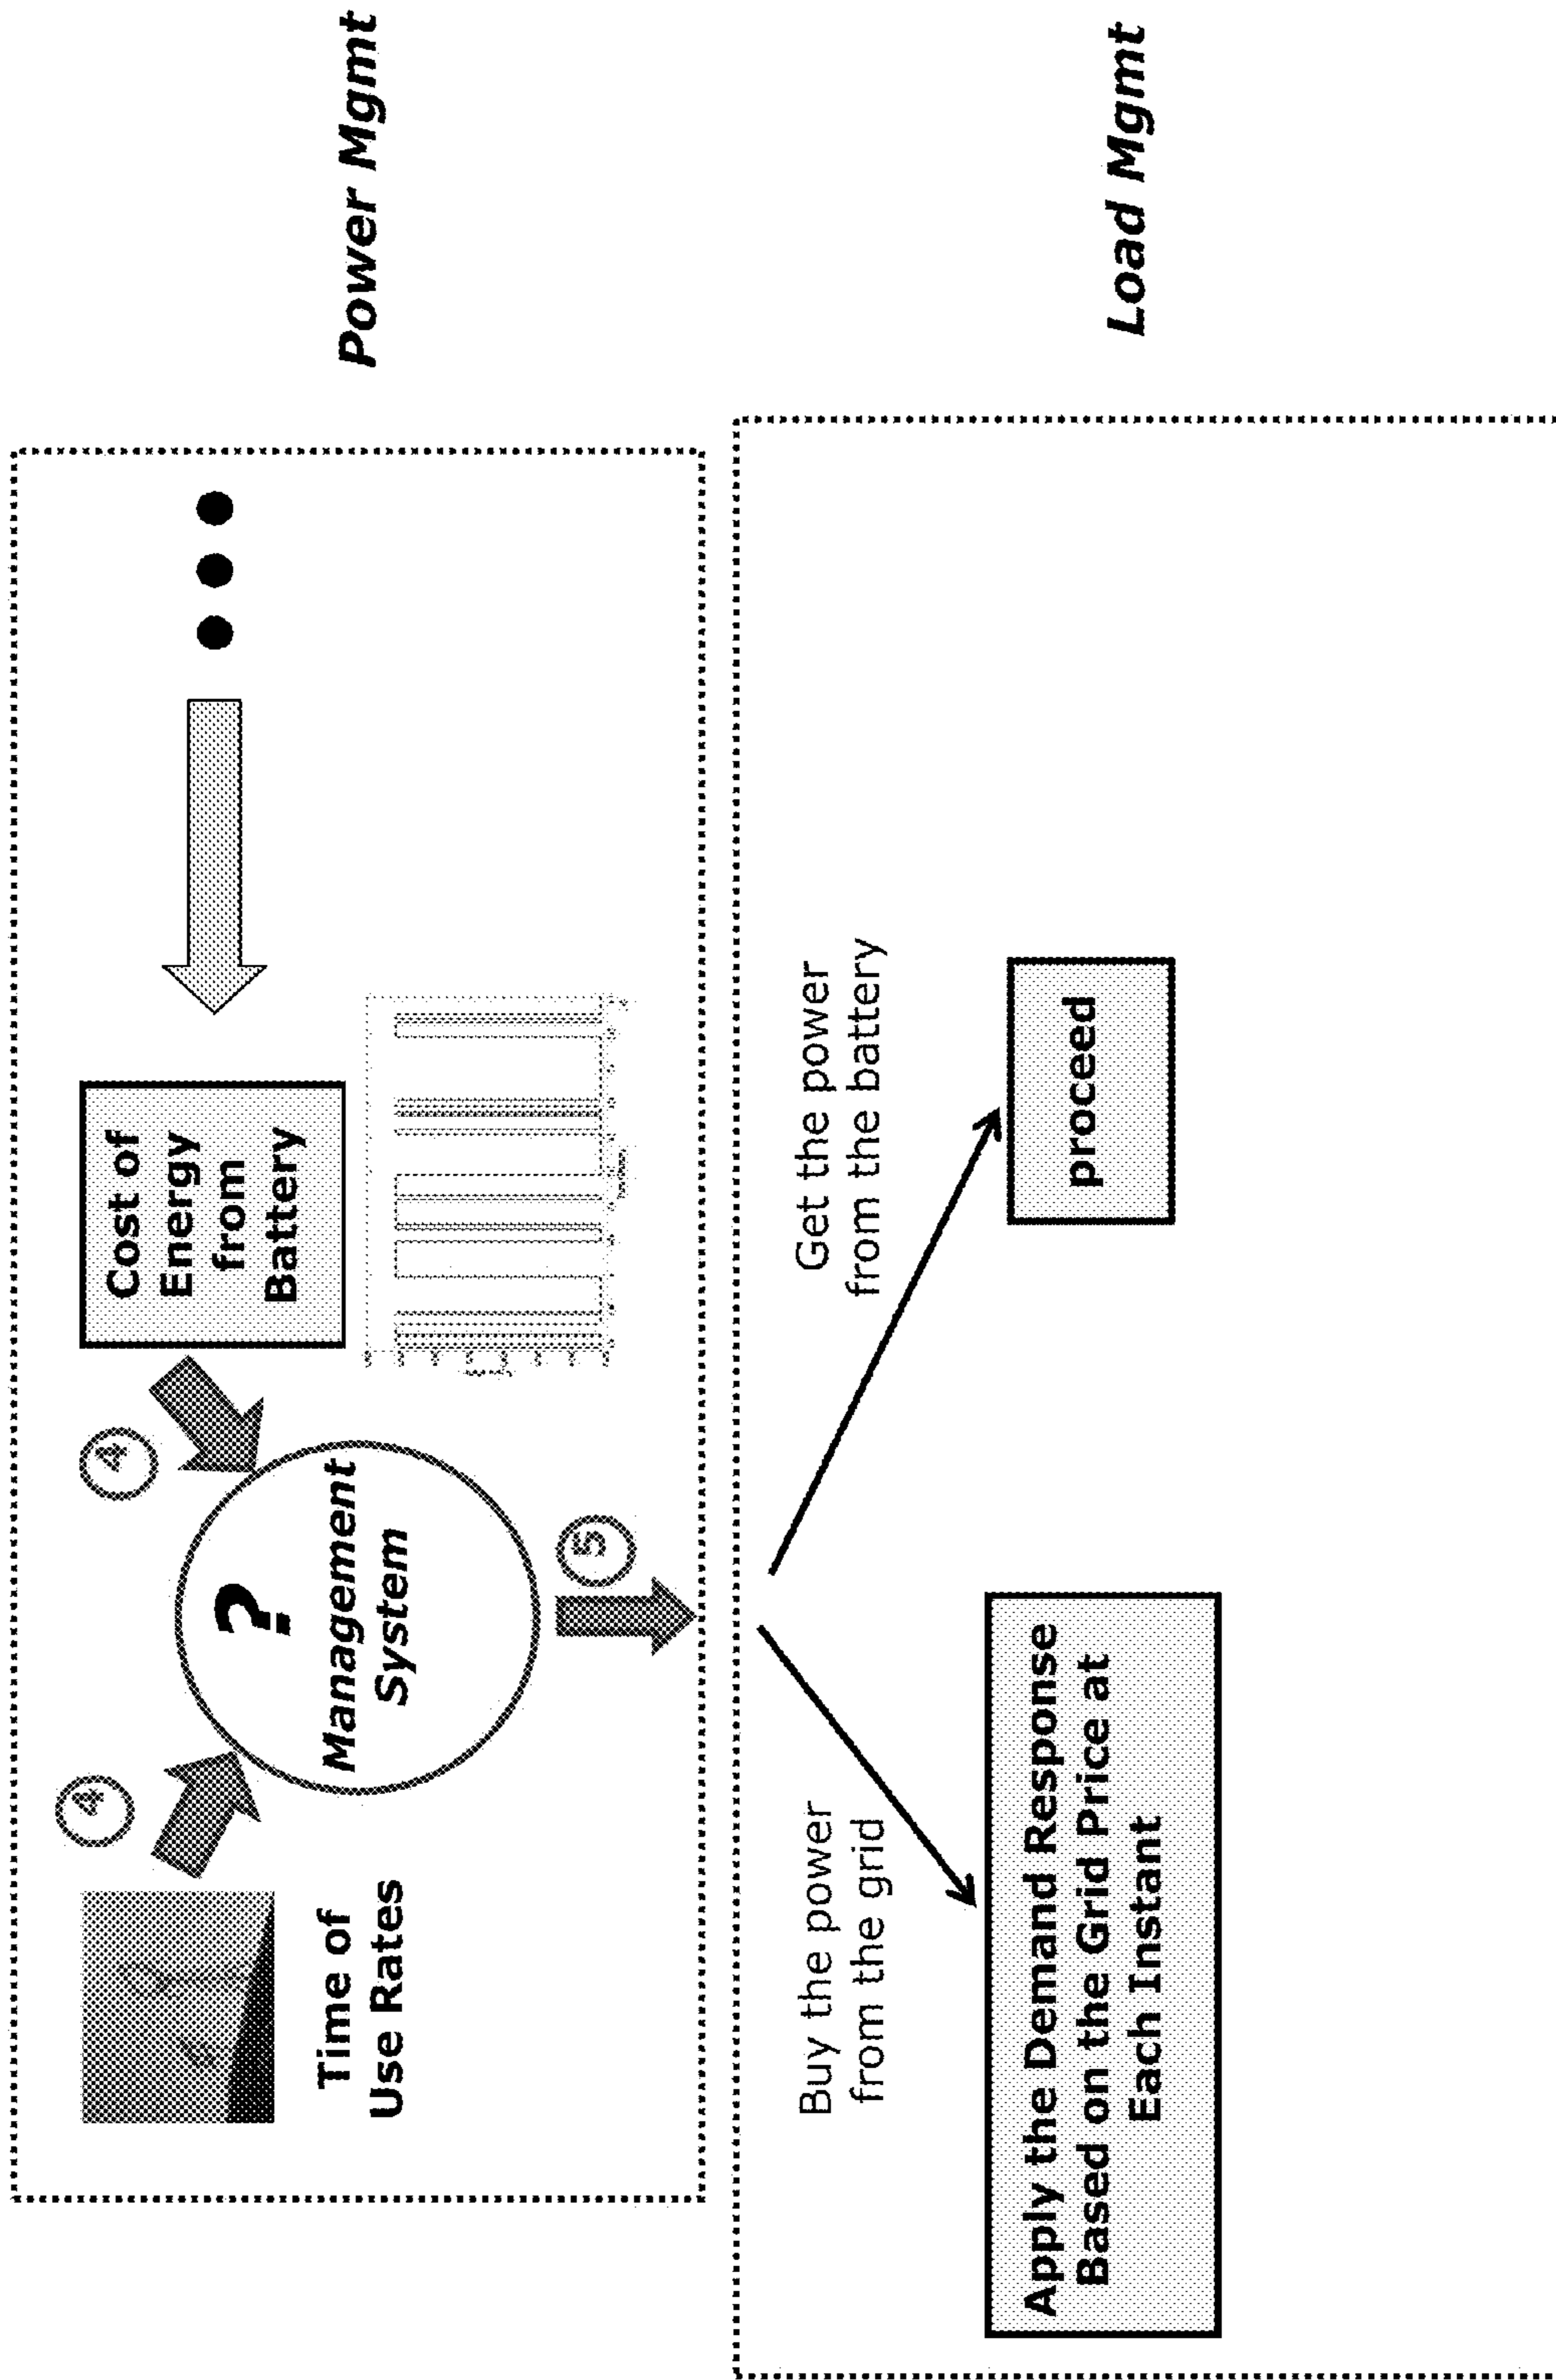 4
4
Cost of
Energy
from
Battery
?
Management
System
Time of
Use Rates
5
Power Mgmt
Buy the power
from the grid
Get the power
from the battery
Apply the Demand Response
Based on the Grid Price at
Each Instant
proceed
Load Mgmt